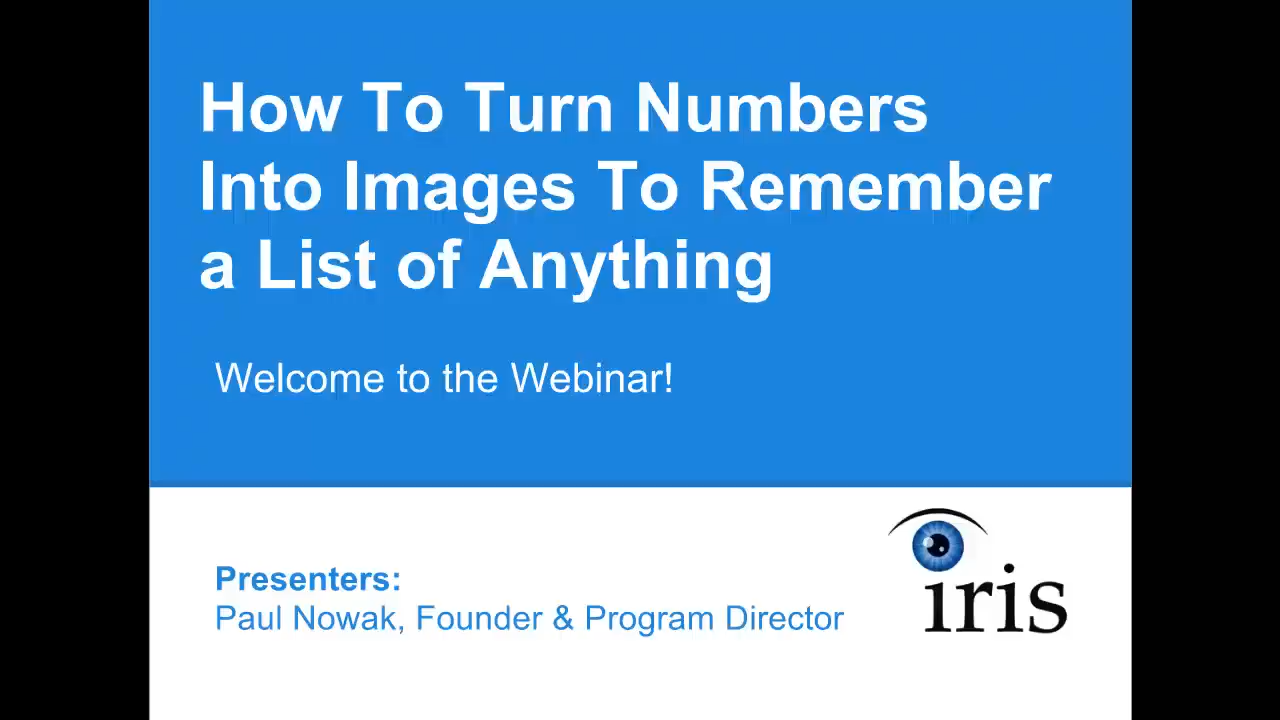 How To Turn Numbers
Into Images To Remember
a List of Anything
Welcome to the Webinar!
Presenters:
Paul Nowak, Founder & Program Director
iris